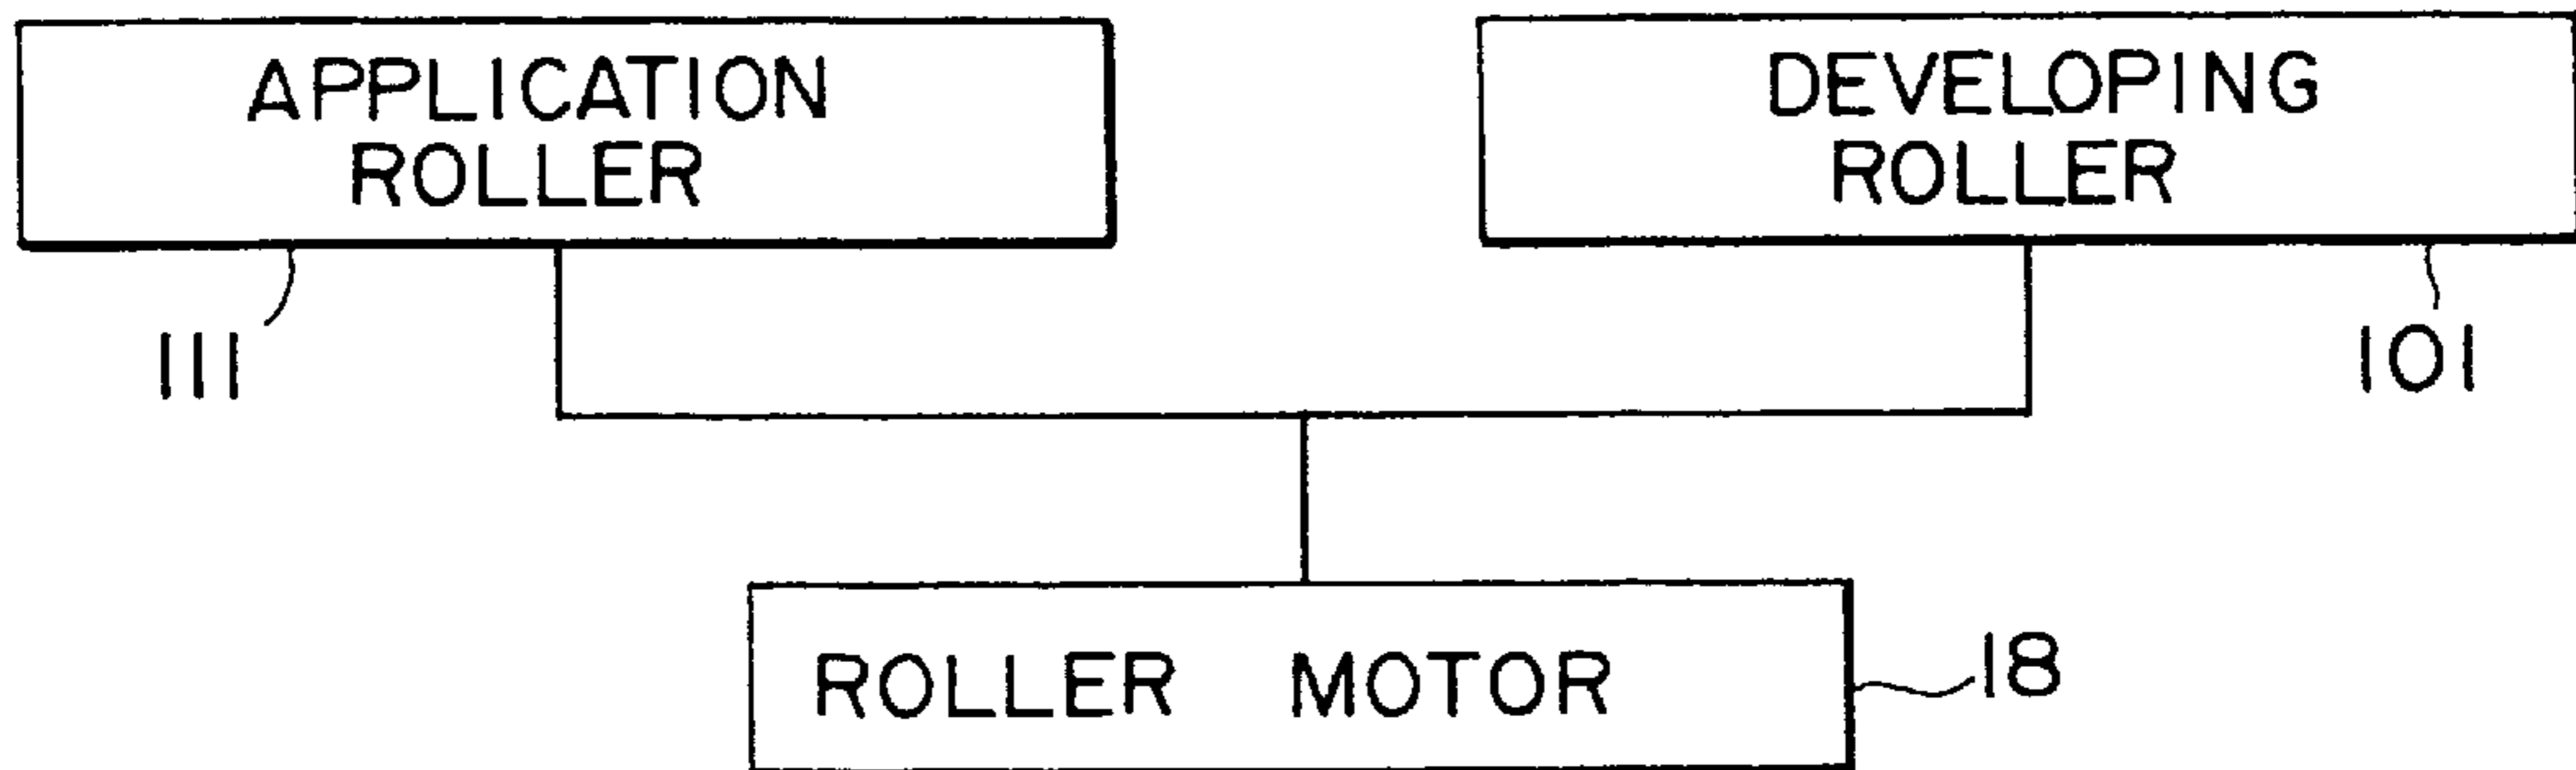 APPLICATION
ROLLER
DEVELOPING
ROLLER
111
101
ROLLER MOTOR
18